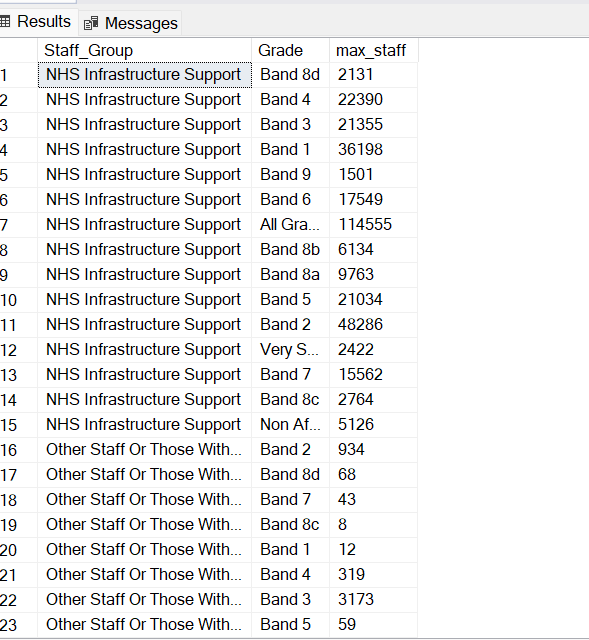 Results Messages
Staff_Group Grade max_staff
1 NHS Infrastructure Support Band 8d 2131
2 NHS Infrastructure Support Band 4 22390
3 NHS Infrastructure Support Band 3 21355
4 NHS Infrastructure Support Band 1 36198
5 NHS Infrastructure Support Band 9 1501
6 NHS Infrastructure Support Band 6 17549
7 NHS Infrastructure Support All Gra... 114555
8 NHS Infrastructure Support Band 8b 6134
9 NHS Infrastructure Support Band 8a 9763
10 NHS Infrastructure Support Band 5 21034
11 NHS Infrastructure Support Band 2 48286
12 NHS Infrastructure Support Very S... 2422
13 NHS Infrastructure Support Band 7 15562
14 NHS Infrastructure Support Band 8c 2764
15 NHS Infrastructure Support Non Af... 5126
16 Other Staff Or Those With... Band 2 934
17 Other Staff Or Those With... Band 8d 68
18 Other Staff Or Those With... Band 7 43
19 Other Staff Or Those With... Band 8c 8
20 Other Staff Or Those With... Band 1 12
21 Other Staff Or Those With... Band 4 319
22 Other Staff Or Those With... Band 3 3173
23 Other Staff Or Those With... Band 5 59